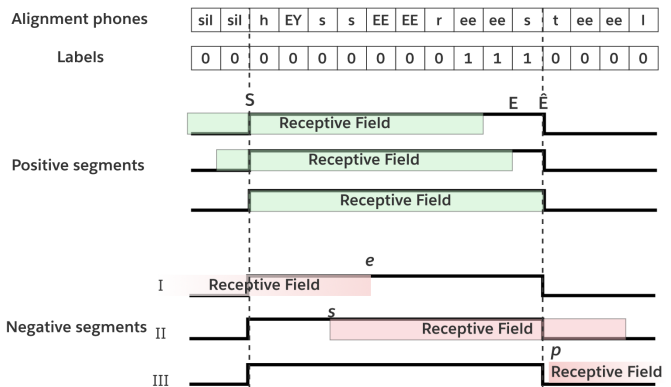 Alignment phones sil sil h EY s s EE EE r ee ee s t ee ee l
Labels 0 0 0 0 0 0 0 0 0 1 1 1 0 0 0 0
S E Ê
Receptive Field
Positive segments Receptive Field
Receptive Field
e
I Receptive Field
s
Negative segments II Receptive Field
p
III Receptive Field